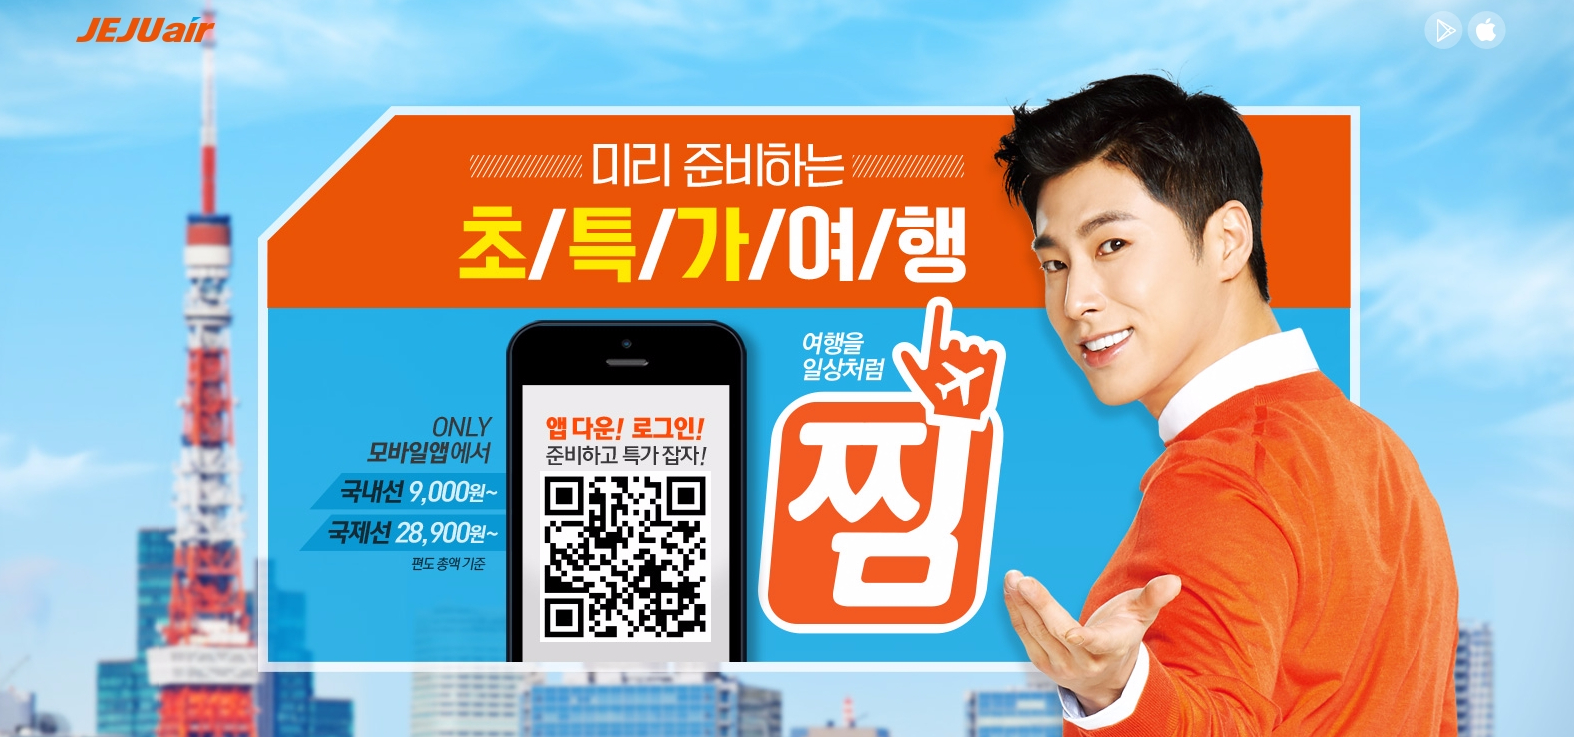 JEJUair
미리 준비하는
초/특/가/여/행
여행을
일상처럼
찜
ONLY
모바일앱에서
국내선 9,000원~
국제선 28,900원~
편도 총액 기준
앱 다운! 로그인!
준비하고 특가 잡자!